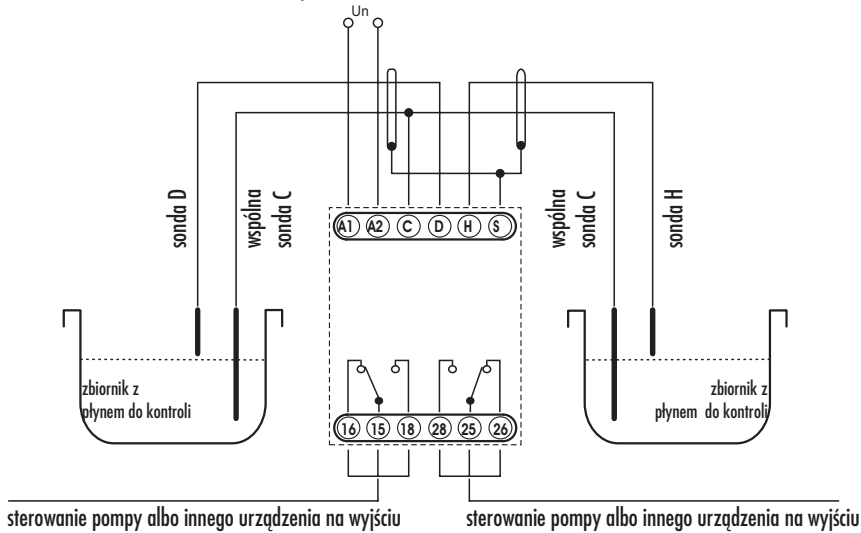 Un
sonda D
wspólna
sonda C
wspólna
sonda C
sonda H
A1 A2 C D H S
zbiornik z
płynem do kontroli
zbiornik z
płynem do kontroli
16 15 18 28 25 26
sterowanie pompy albo innego urządzenia na wyjściu
sterowanie pompy albo innego urządzenia na wyjściu